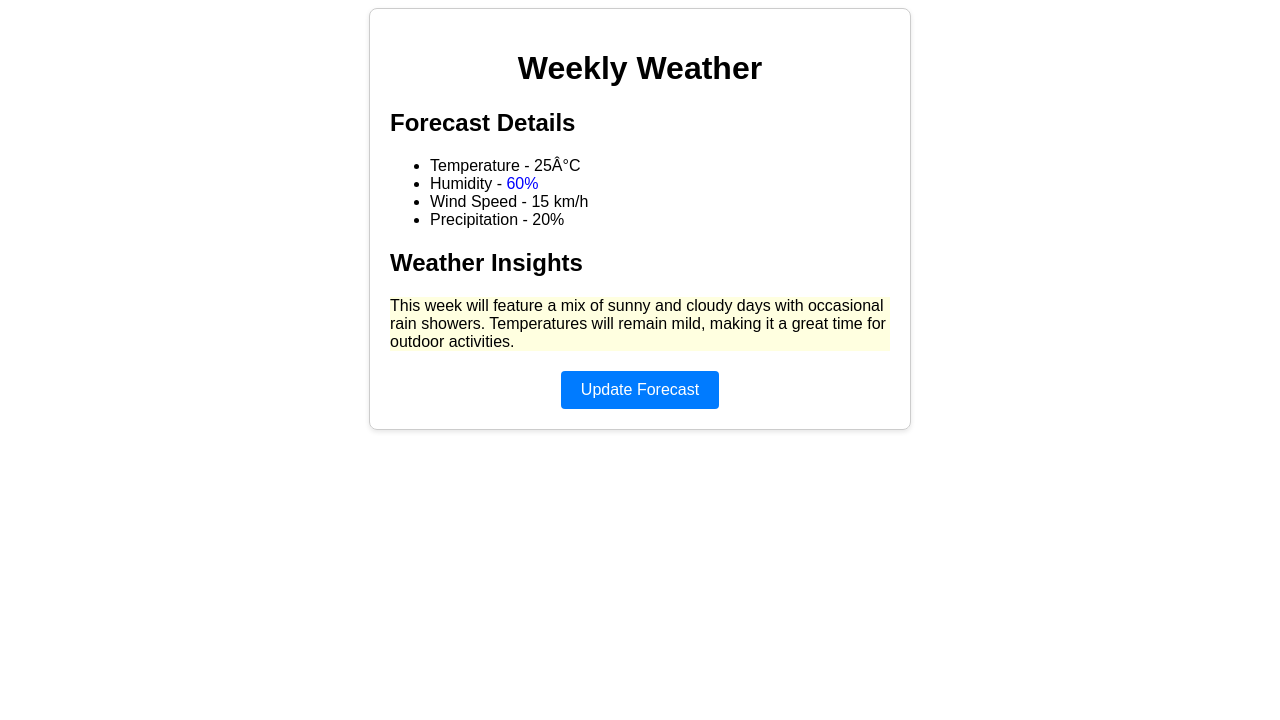 Weekly Weather
Forecast Details
Temperature - 25Â°C
Humidity - 60%
Wind Speed - 15 km/h
Precipitation - 20%
Weather Insights
This week will feature a mix of sunny and cloudy days with occasional
rain showers. Temperatures will remain mild, making it a great time for
outdoor activities.
Update Forecast